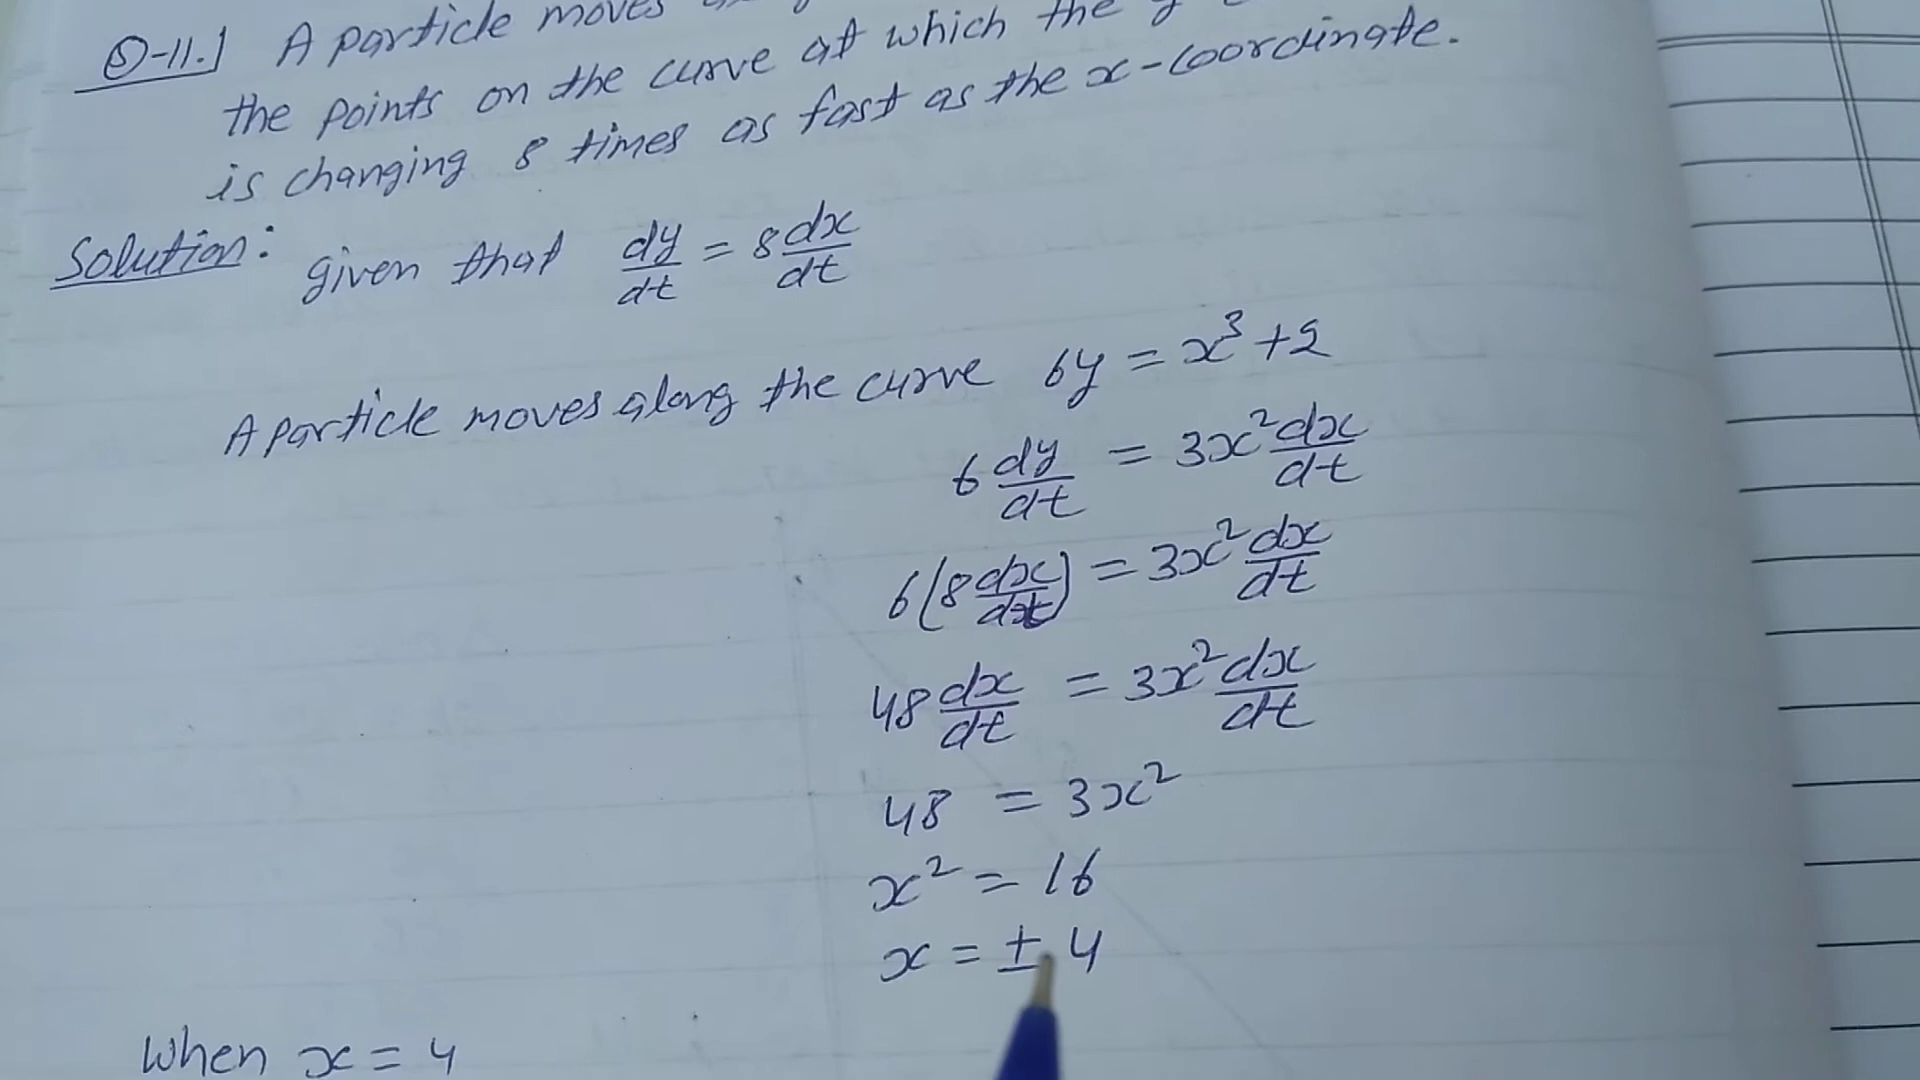 Q-11.) A particle moves
the points on the curve at which the y
is changing 8 times as fast as the x-coordinate.
Solution: given that dy/dt = 8 dx/dt
A particle moves along the curve 6y = x³ + 2
6 dy/dt = 3x² dx/dt
6(8 dx/dt) = 3x² dx/dt
48 dx/dt = 3x² dx/dt
48 = 3x²
x² = 16
x = ± 4
When x = 4